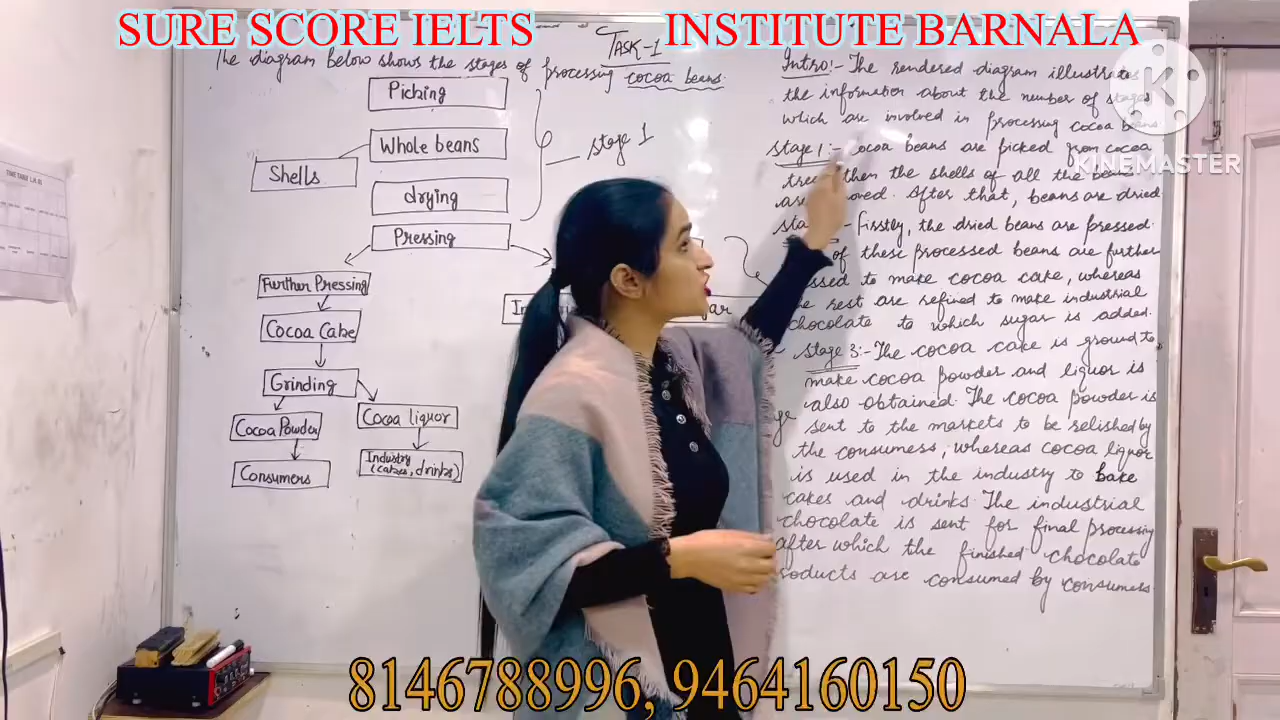 SURE SCORE IELTS INSTITUTE BARNALA
TASK-1
The diagram below shows the stages of processing cocoa beans.
Picking
Whole beans
Shells
drying
Pressing
stage 1
Further Pressing
Cocoa Cake
Grinding
Cocoa Powder
Cocoa liquor
Consumers
Industry
(cakes, drinks)
Intro:- The rendered diagram illustrates
the information about the number of stages
which are involved in processing cocoa beans.
Stage 1:- Cocoa beans are picked from cocoa
then the shells of all the
are After that, beans are dried
Firstly, the dried beans are pressed.
of these processed beans are further
to make cocoa cake, whereas
rest are refined to make industrial
chocolate to which sugar is added.
Stage 3:- The cocoa cake is ground to
make cocoa powder and liquor is
also obtained. The cocoa powder is
sent to the markets to be relished by
the consumers, whereas cocoa liquor
is used in the industry to bake
cakes and drinks. The industrial
chocolate is sent for final processing
after which the finished chocolate
products are consumed by consumers.
K
KINEMASTER
8146788996, 9464160150